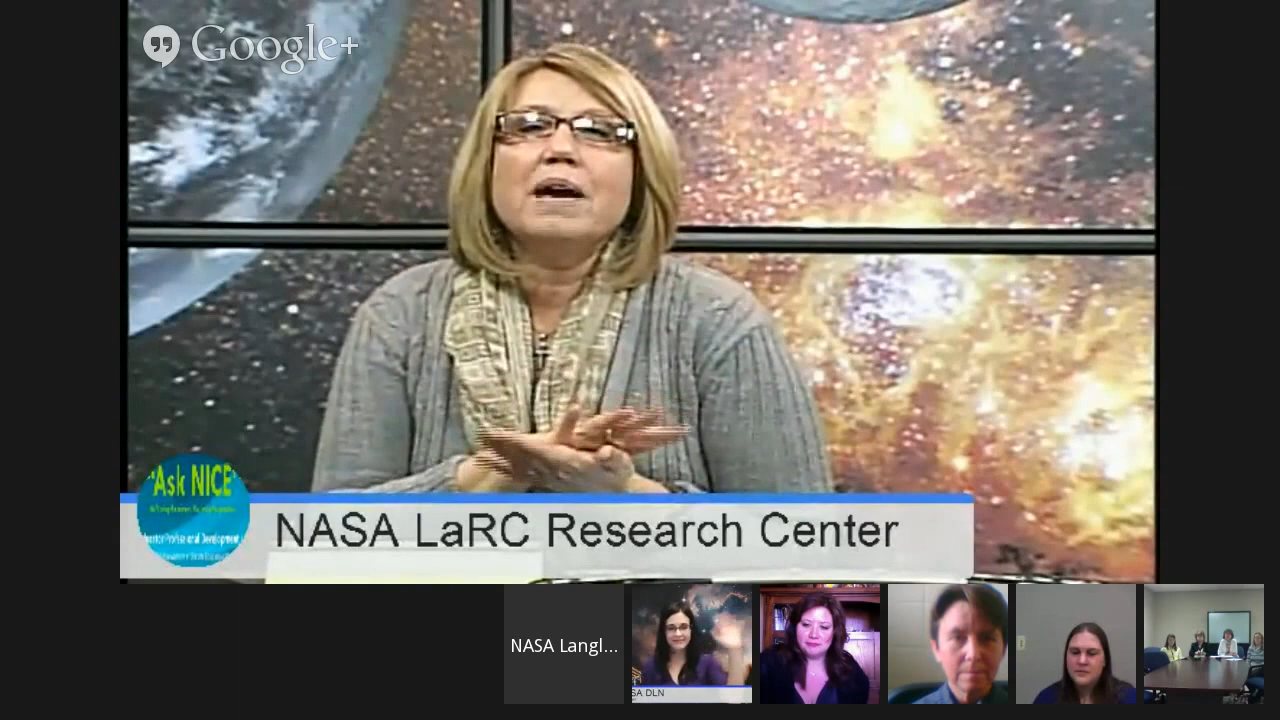 Google+
"Ask NICE"
NASA LaRC Research Center
NASA Langl...
SA DLN